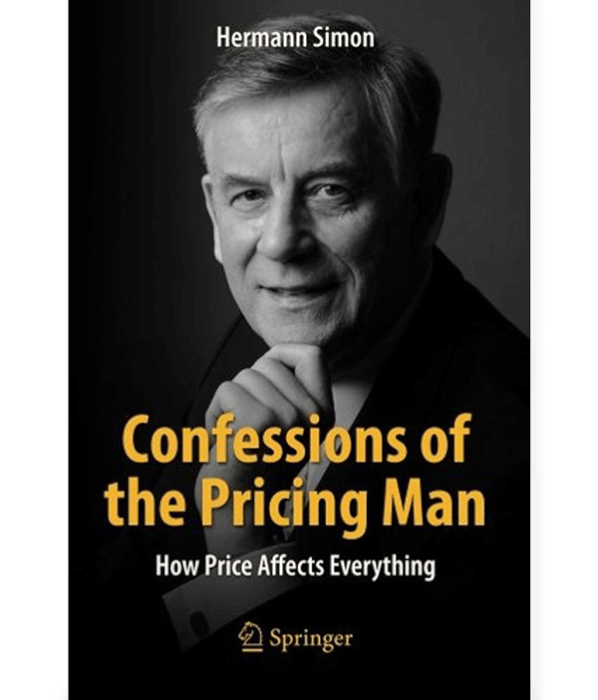 Hermann Simon
Confessions of
the Pricing Man
How Price Affects Everything
Springer